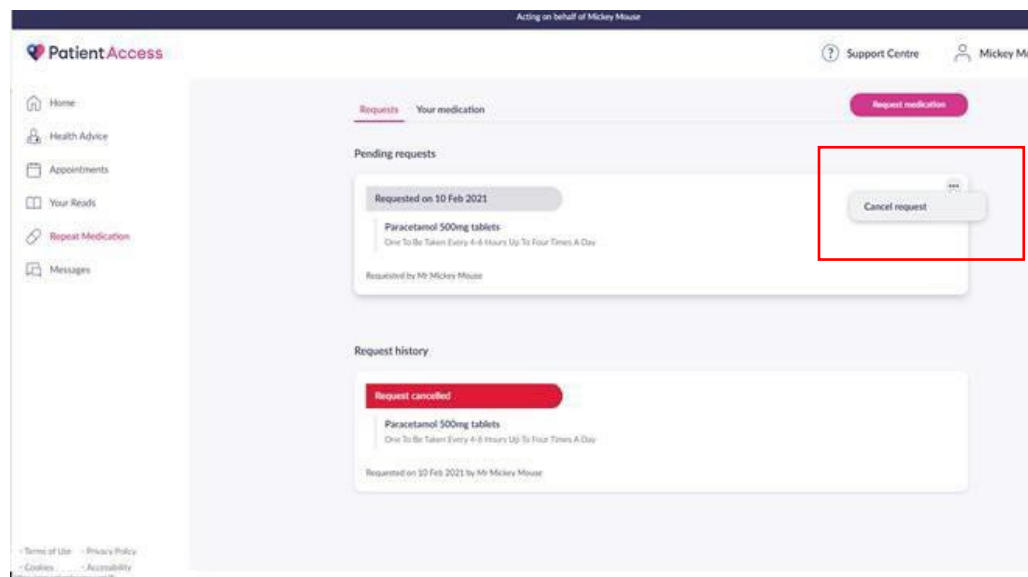 Acting on behalf of Mickey Mouse
PatientAccess
? Support Centre
Mickey Mo
Home
Health Advice
Appointments
Your Reads
Repeat Medication
Messages
Requests Your medication
Request medication
Pending requests
Requested on 10 Feb 2021
Cancel request
Paracetamol 500mg tablets
One To Be Taken Every 4-6 Hours Up To Four Times A Day
Requested by Mr Mickey Mouse
Request history
Request cancelled
Paracetamol 500mg tablets
One To Be Taken Every 4-6 Hours Up To Four Times A Day
Requested on 10 Feb 2021 by Mr Mickey Mouse
- Terms of Use - Privacy Policy
- Cookies - Accessibility